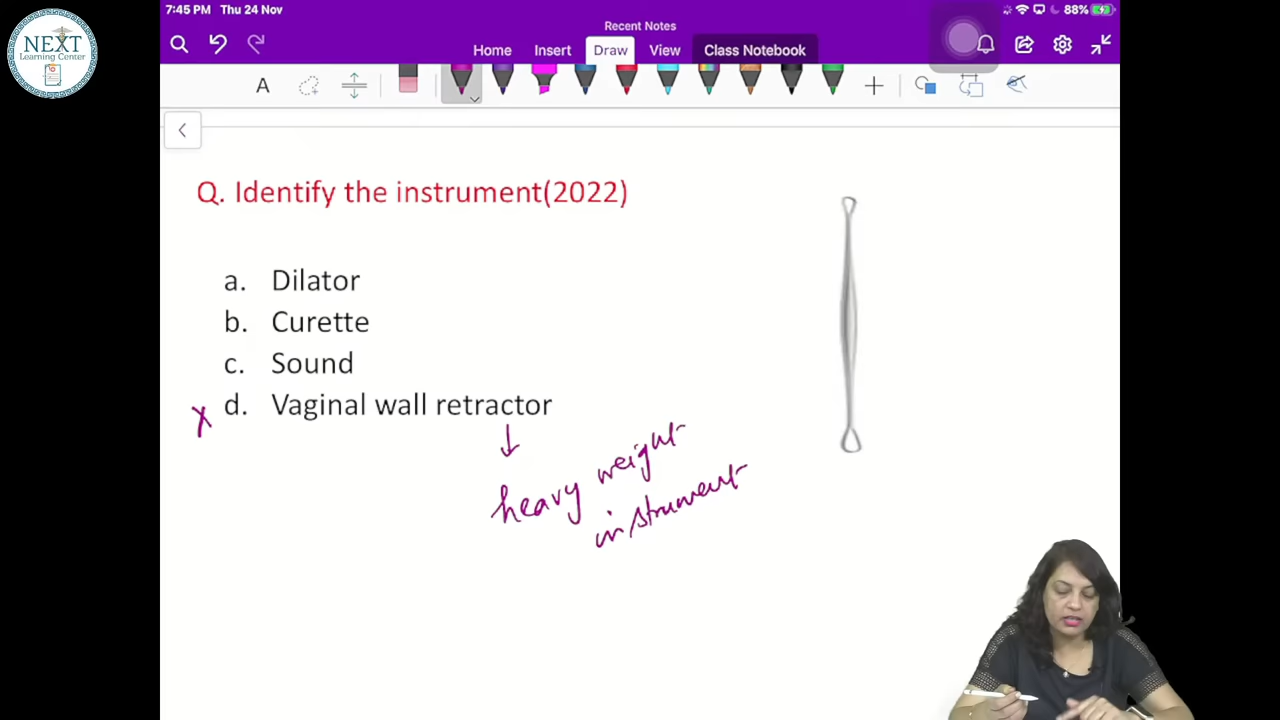 7:45 PM Thu 24 Nov
88%
Recent Notes
Home Insert Draw View Class Notebook
A
NEXT
Learning Center
Q. Identify the instrument(2022)
a. Dilator
b. Curette
c. Sound
x d. Vaginal wall retractor
↓
heavy weight
instrument